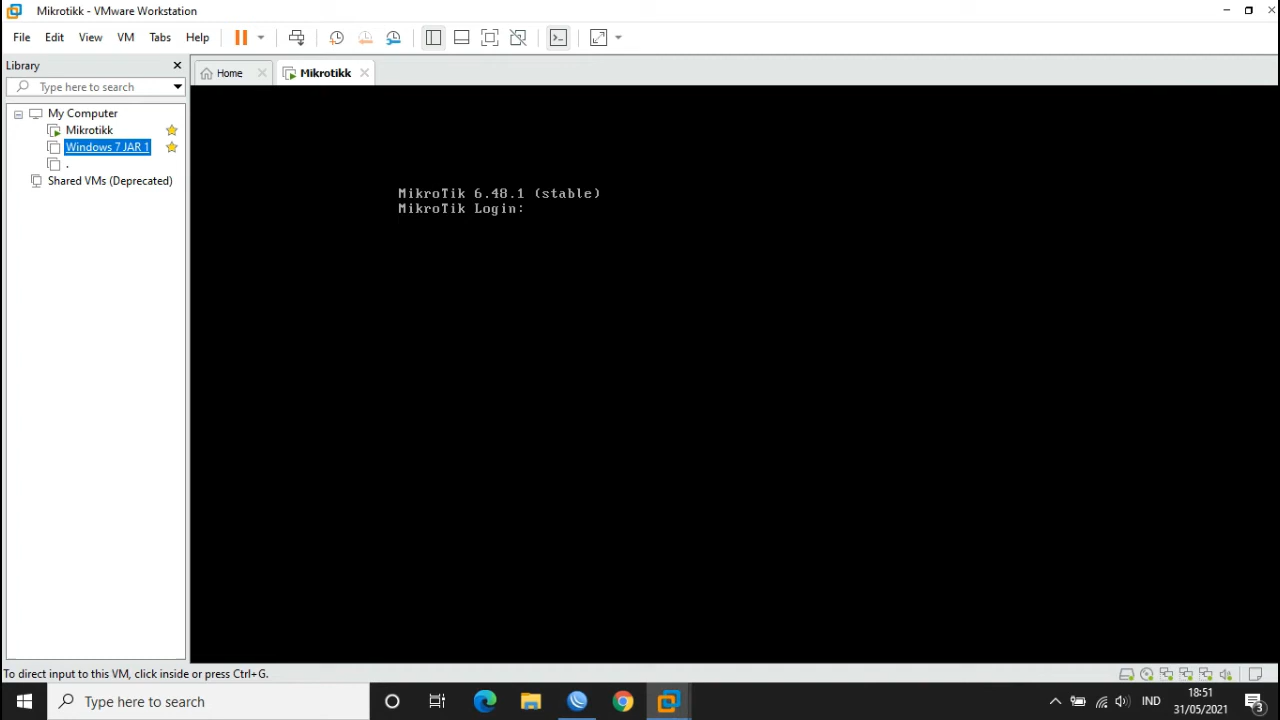 Mikrotikk - VMware Workstation
File Edit View VM Tabs Help
Library
Type here to search
My Computer
Mikrotikk
Windows 7 JAR 1
.
Shared VMs (Deprecated)
Home
Mikrotikk
MikroTik 6.48.1 (stable)
MikroTik Login:
To direct input to this VM, click inside or press Ctrl+G.
Type here to search
IND
18:51
31/05/2021
3